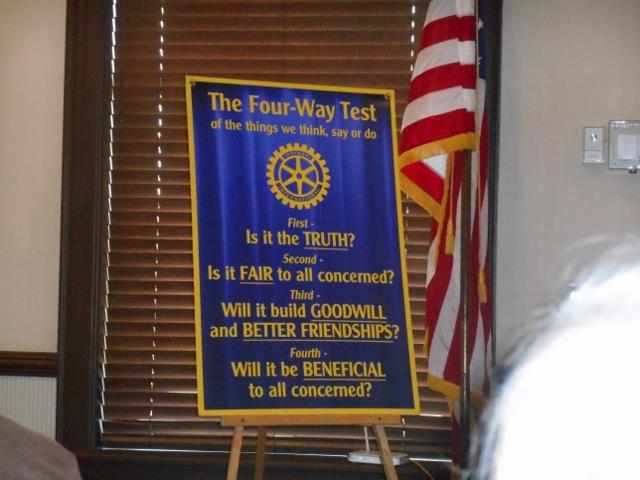 The Four-Way Test
of the things we think, say or do
ROTARY
INTERNATIONAL
First -
Is it the TRUTH?
Second -
Is it FAIR to all concerned?
Third -
Will it build GOODWILL
and BETTER FRIENDSHIPS?
Fourth -
Will it be BENEFICIAL
to all concerned?